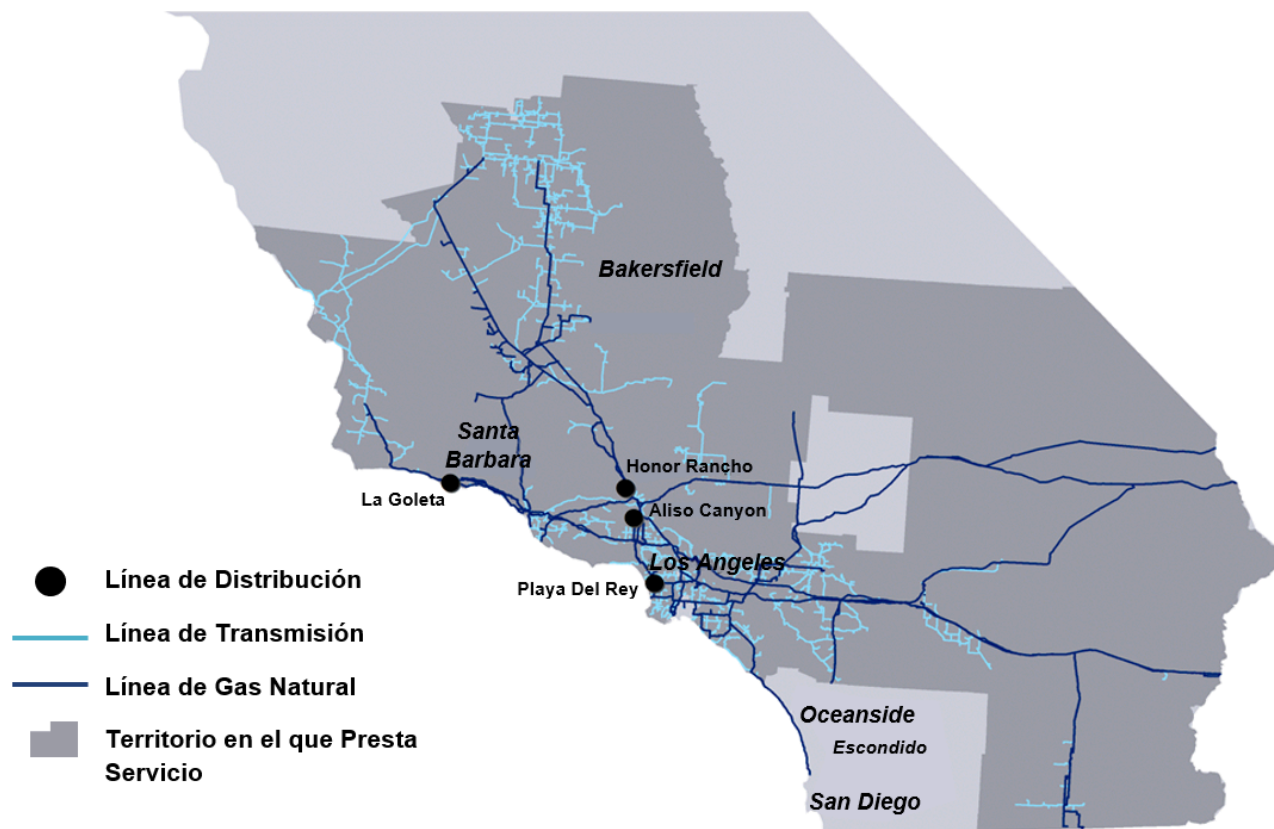 Bakersfield
Santa
Barbara
Honor Rancho
La Goleta
Aliso Canyon
Los Angeles
Playa Del Rey
Línea de Distribución
Línea de Transmisión
Línea de Gas Natural
Territorio en el que Presta
Servicio
Oceanside
Escondido
San Diego